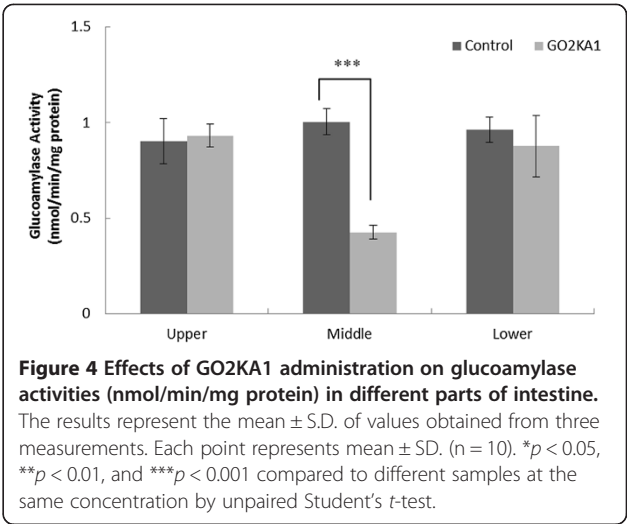 1.5
Control GO2KA1
***
Glucoamylase Activity
(nmol/min/mg protein)
1
0.5
0
Upper Middle Lower
Figure 4 Effects of GO2KA1 administration on glucoamylase
activities (nmol/min/mg protein) in different parts of intestine.
The results represent the mean ± S.D. of values obtained from three
measurements. Each point represents mean ± SD. (n = 10). *p < 0.05,
**p < 0.01, and ***p < 0.001 compared to different samples at the
same concentration by unpaired Student’s t-test.